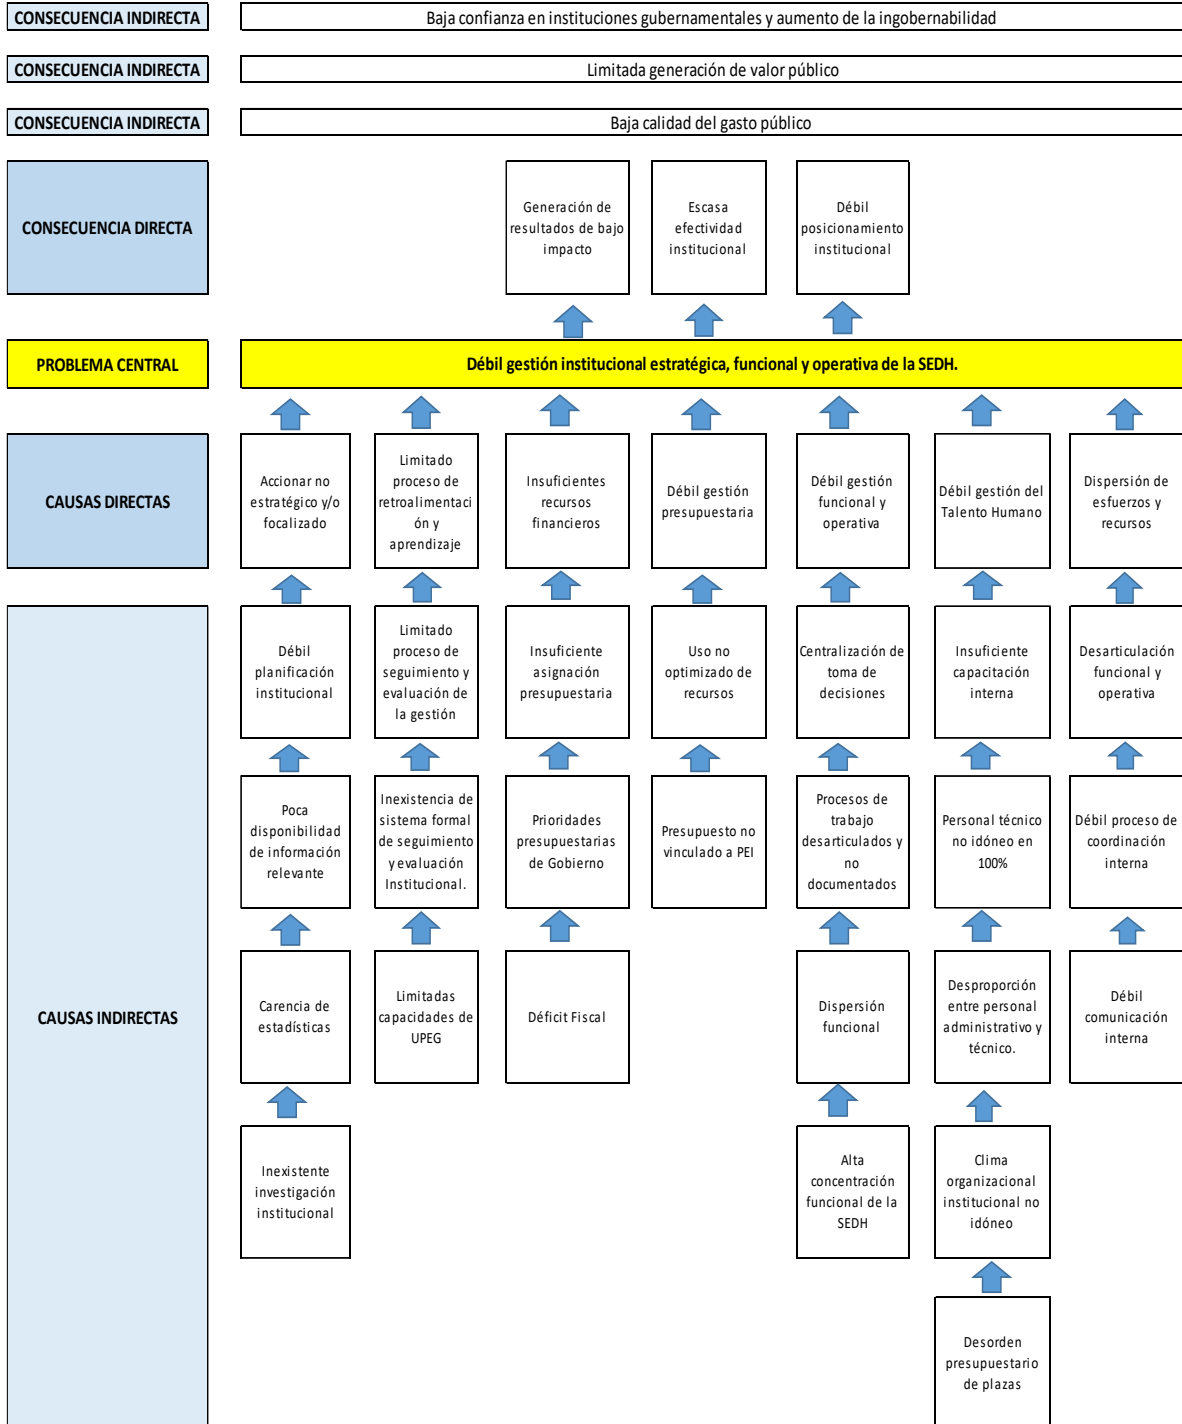 CONSECUENCIA INDIRECTA
Baja confianza en instituciones gubernamentales y aumento de la ingobernabilidad
CONSECUENCIA INDIRECTA
Limitada generación de valor público
CONSECUENCIA INDIRECTA
Baja calidad del gasto público
CONSECUENCIA DIRECTA
Generación de
resultados de bajo
impacto
Escasa
efectividad
institucional
Débil
posicionamiento
institucional
PROBLEMA CENTRAL
Débil gestión institucional estratégica, funcional y operativa de la SEDH.
CAUSAS DIRECTAS
Accionar no
estratégico y/o
focalizado
Limitado
proceso de
retroalimentaci
ón y
aprendizaje
Insuficientes
recursos
financieros
Débil gestión
presupuestaria
Débil gestión
funcional y
operativa
Débil gestión del
Talento Humano
Dispersión de
esfuerzos y
recursos
CAUSAS INDIRECTAS
Débil
planificación
institucional
Limitado
proceso de
seguimiento y
evaluación de
la gestión
Insuficiente
asignación
presupuestaria
Uso no
optimizado de
recursos
Centralización de
toma de
decisiones
Insuficiente
capacitación
interna
Desarticulación
funcional y
operativa
Poca
disponibilidad
de información
relevante
Inexistencia de
sistema formal
de seguimiento
y evaluación
Institucional.
Prioridades
presupuestarias
de Gobierno
Presupuesto no
vinculado a PEI
Procesos de
trabajo
desarticulados y
no
documentados
Personal técnico
no idóneo en
100%
Débil proceso de
coordinación
interna
Carencia de
estadísticas
Limitadas
capacidades de
UPEG
Déficit Fiscal
Dispersión
funcional
Desproporción
entre personal
administrativo y
técnico.
Débil
comunicación
interna
Inexistente
investigación
institucional
Alta
concentración
funcional de la
SEDH
Clima
organizacional
institucional no
idóneo
Desorden
presupuestario
de plazas